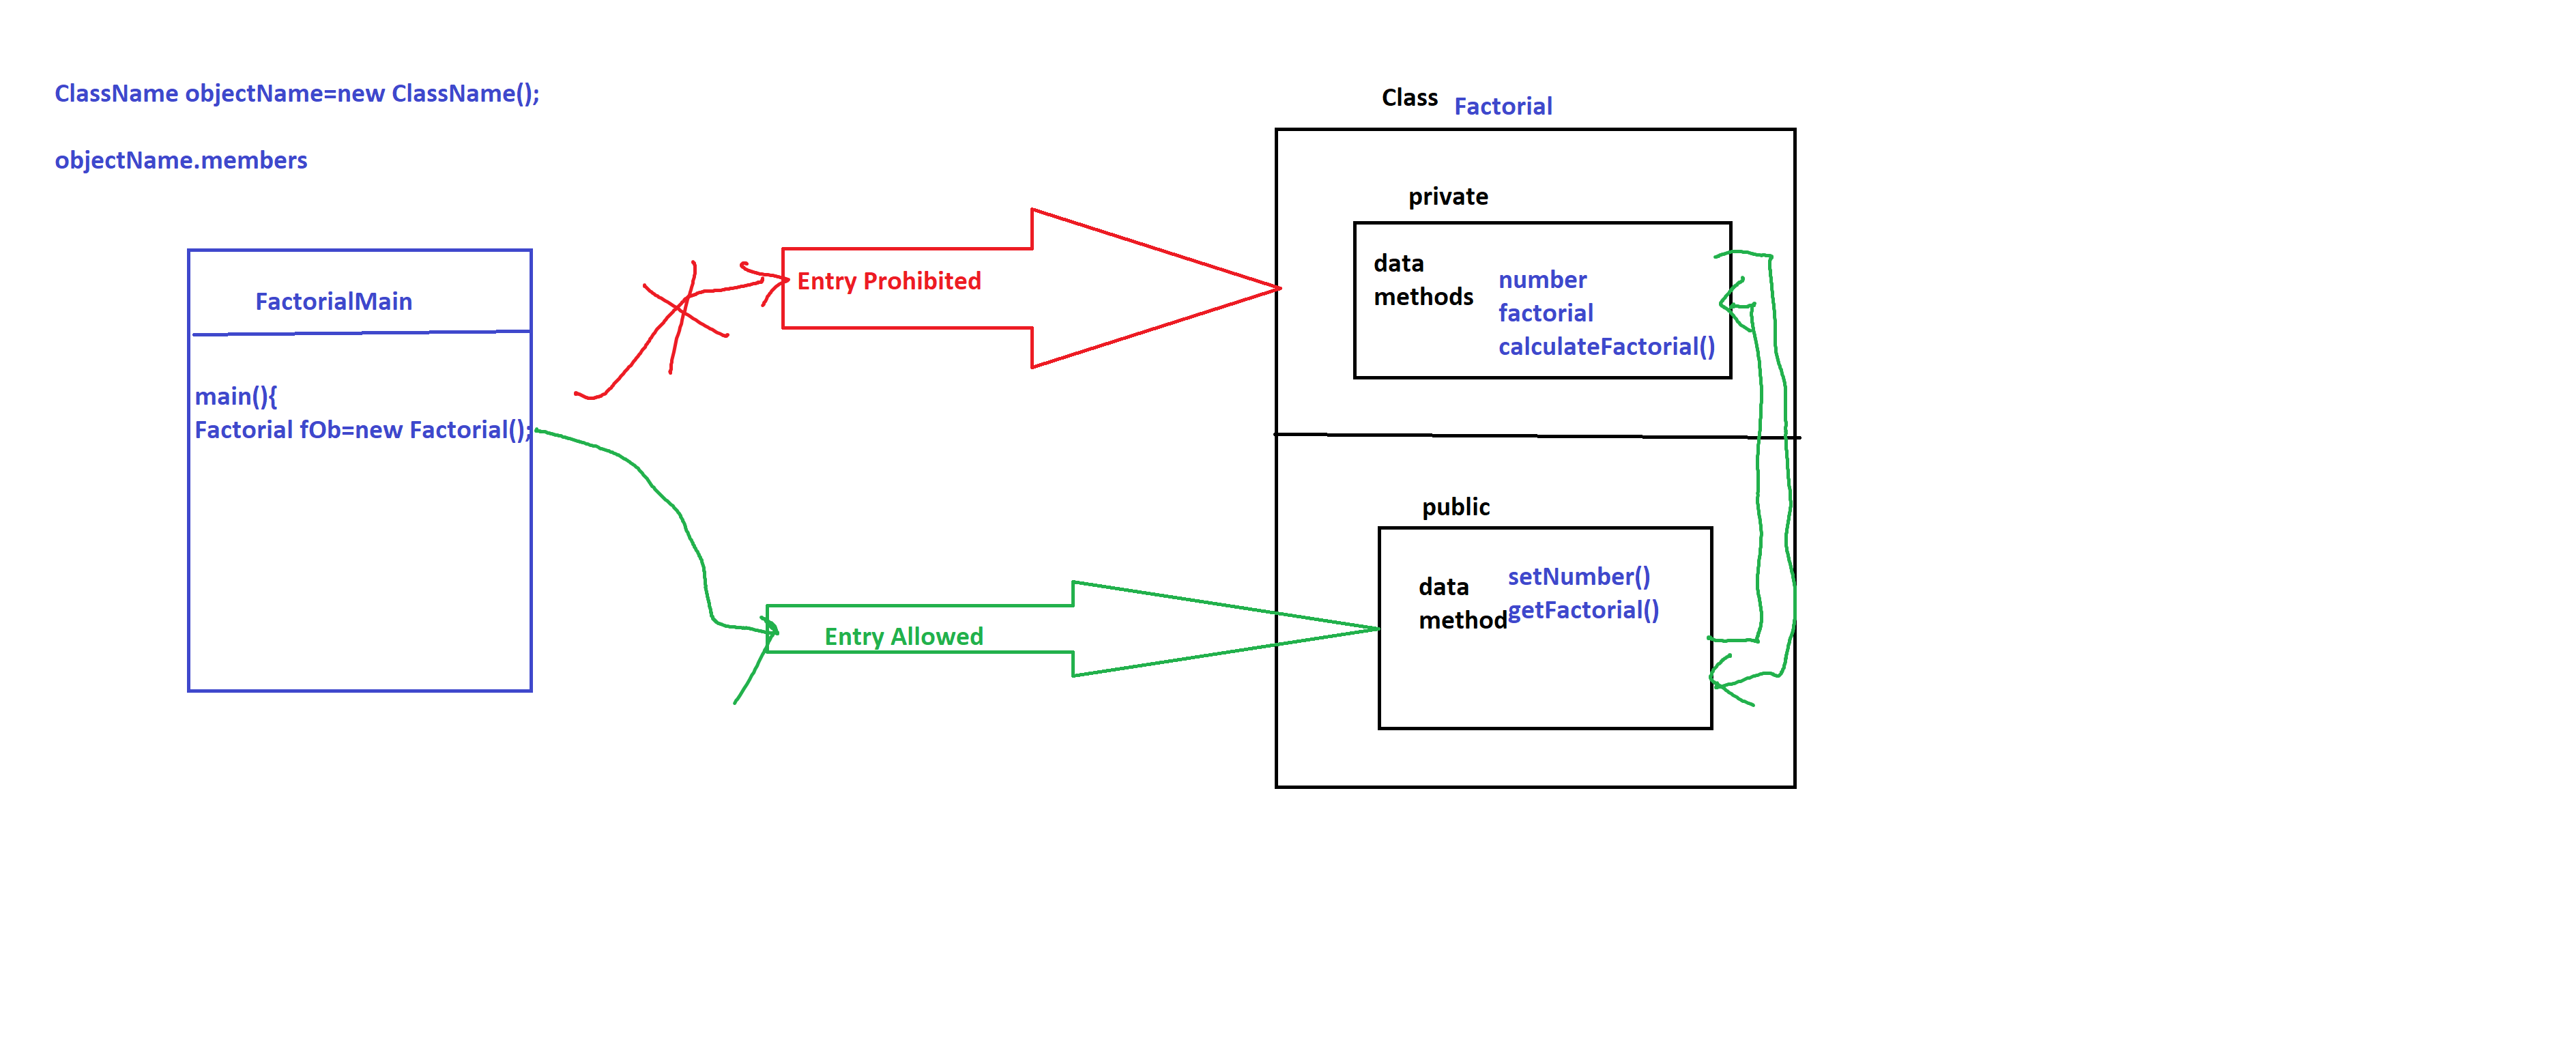 ClassName objectName=new ClassName();
objectName.members
Class Factorial
private
data
methods
number
factorial
calculateFactorial()
Entry Prohibited
FactorialMain
main(){
Factorial fOb=new Factorial();
public
data
method
setNumber()
getFactorial()
Entry Allowed